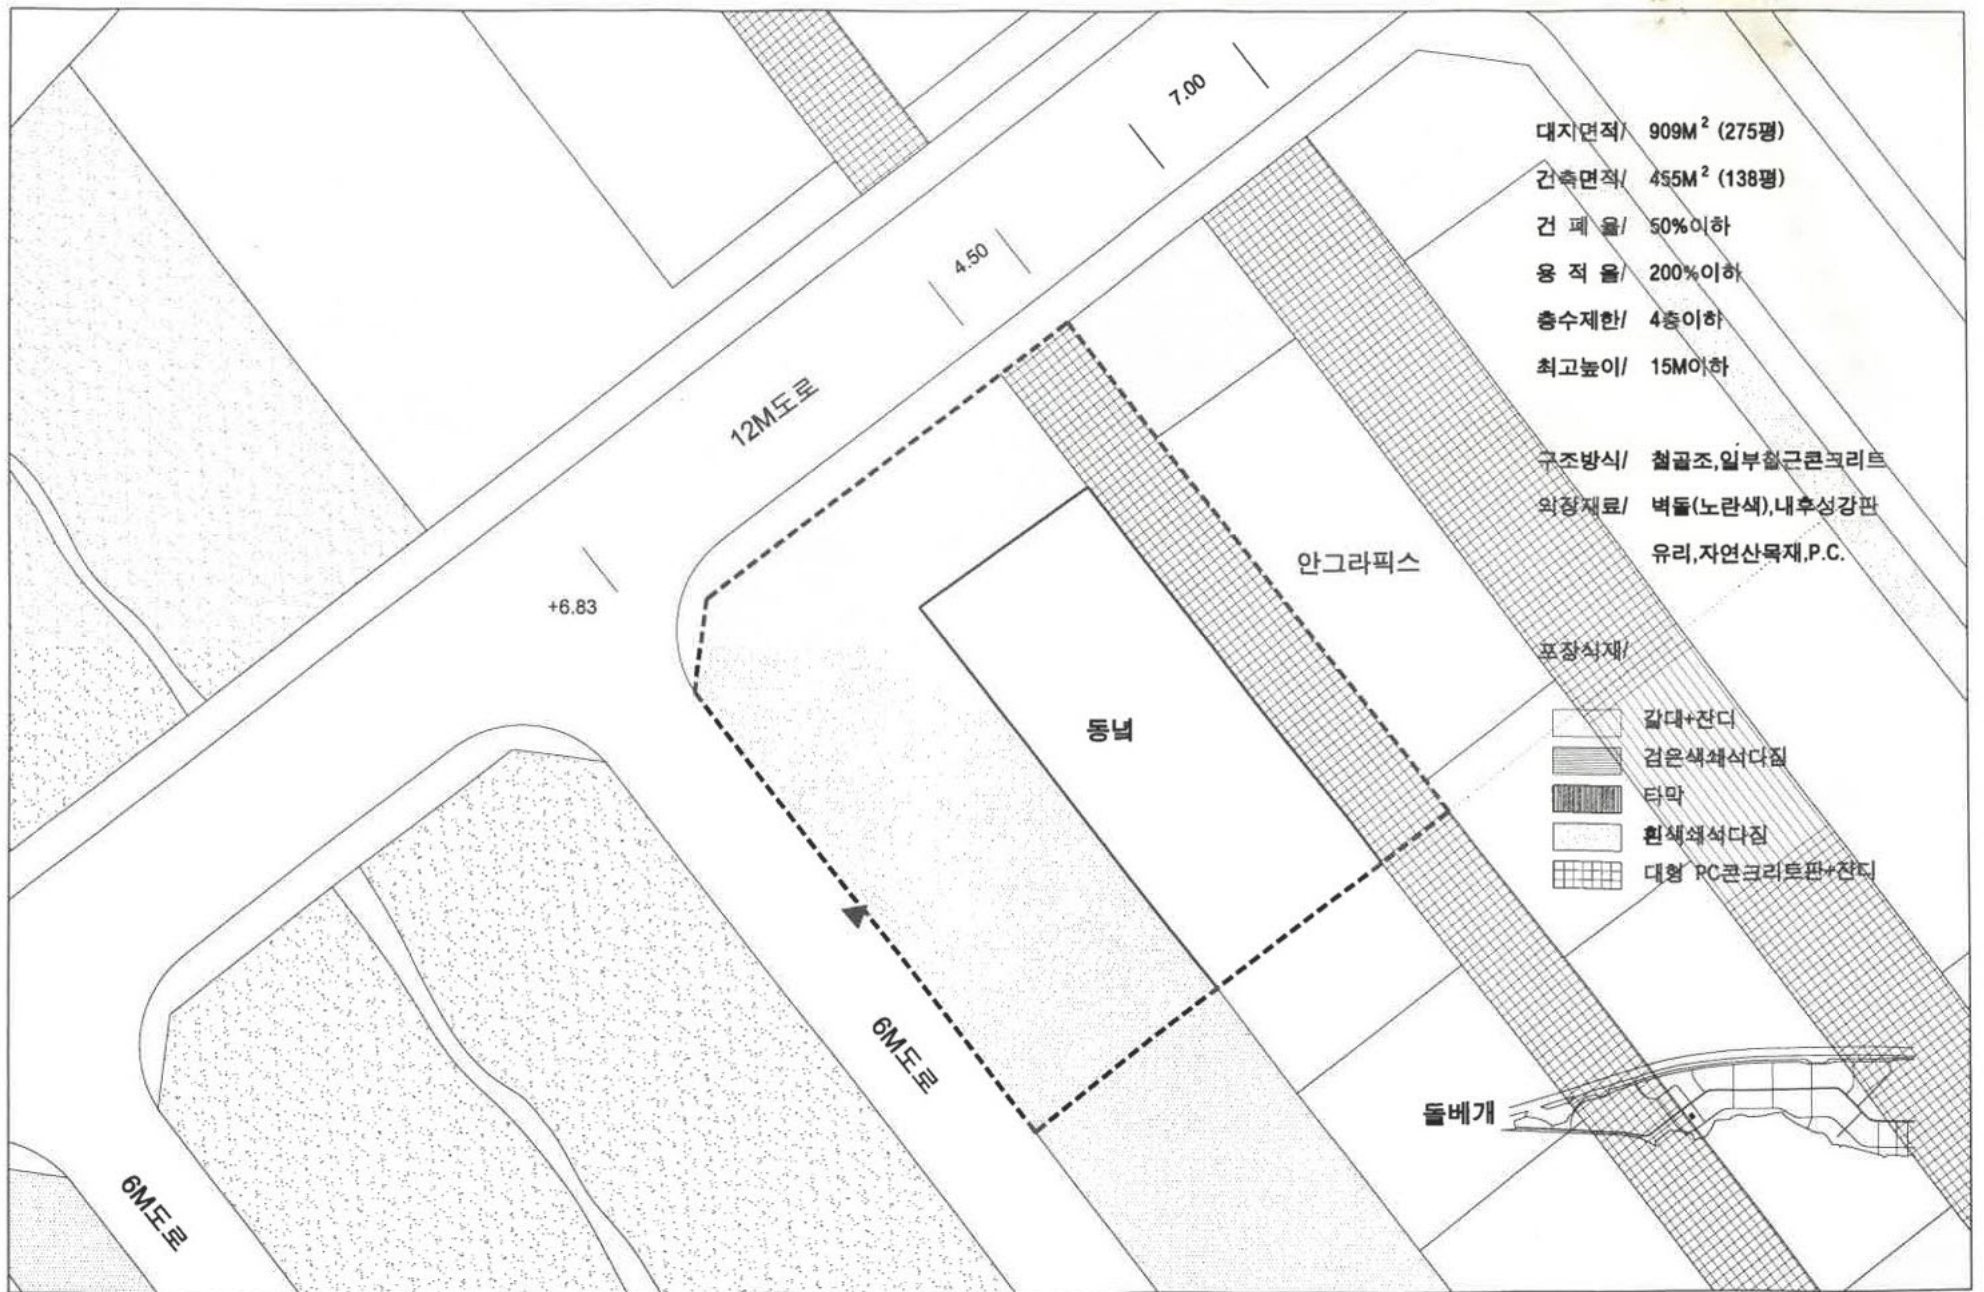 7.00
대지면적/ 909M² (275평)
건축면적/ 455M² (138평)
건 폐 율/ 50%이하
4.50
용 적 율/ 200%이하
층수제한/ 4층이하
최고높이/ 15M이하
12M도로
구조방식/ 철골조,일부철근콘크리트
외장재료/ 벽돌(노란색),내후성강판
유리,자연산목재,P.C.
안그라픽스
+6.83
포장식재/
동녘
갈대+잔디
검은색쇄석다짐
타막
흰색쇄석다짐
대형 PC콘크리트판+잔디
6M도로
돌베개
6M도로